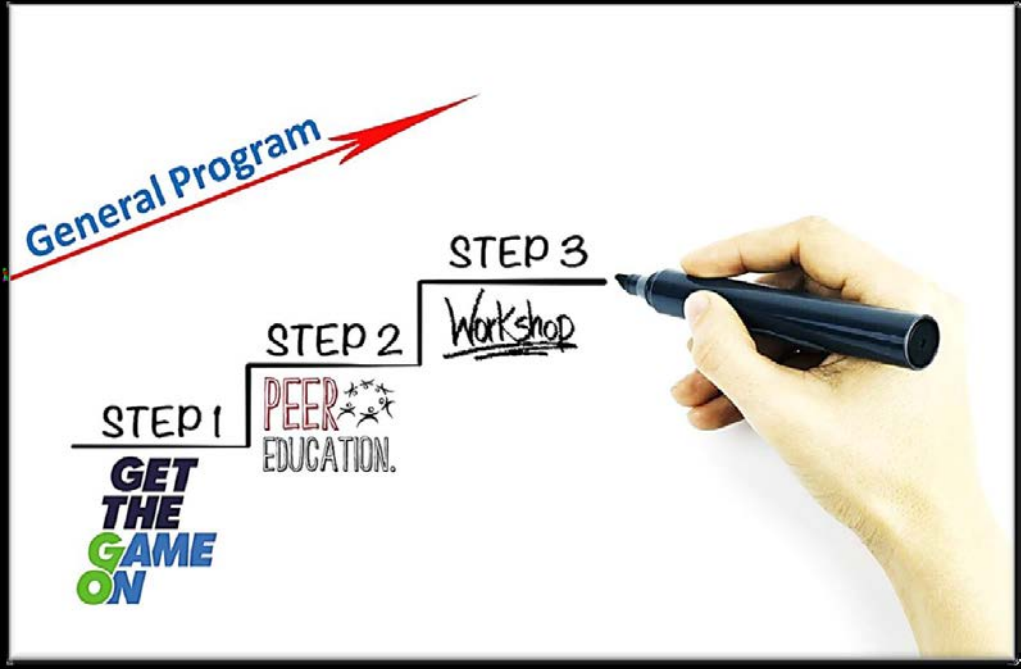 General Program
STEP 3
Workshop
STEP 2
PEER
EDUCATION.
STEP 1
GET
THE
GAME
ON